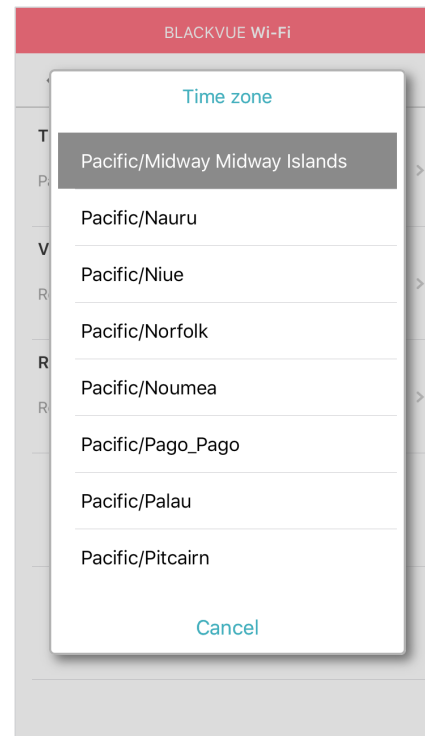 BLACKVUE Wi-Fi
Time zone
Pacific/Midway Midway Islands
Pacific/Nauru
Pacific/Niue
Pacific/Norfolk
Pacific/Noumea
Pacific/Pago_Pago
Pacific/Palau
Pacific/Pitcairn
Cancel